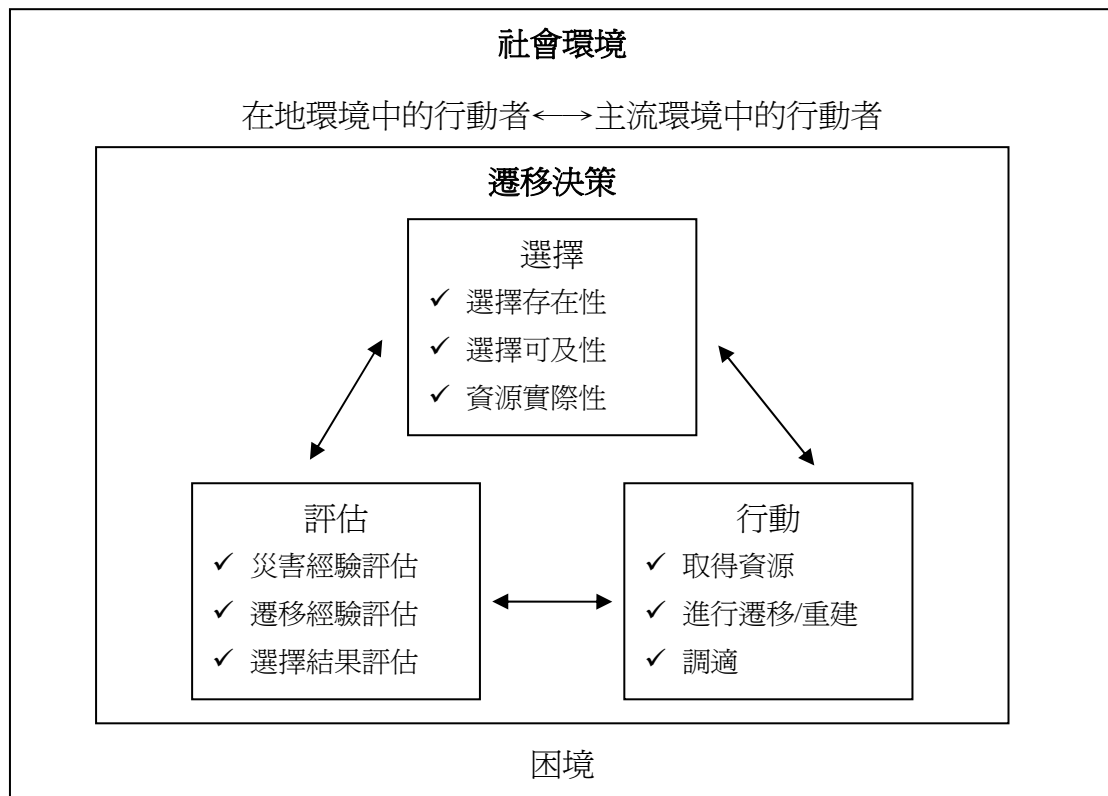 社會環境
在地環境中的行動者←→主流環境中的行動者
遷移決策
選擇
✓ 選擇存在性
✓ 選擇可及性
✓ 資源實際性
評估
✓ 災害經驗評估
✓ 遷移經驗評估
✓ 選擇結果評估
行動
✓ 取得資源
✓ 進行遷移/重建
✓ 調適
困境